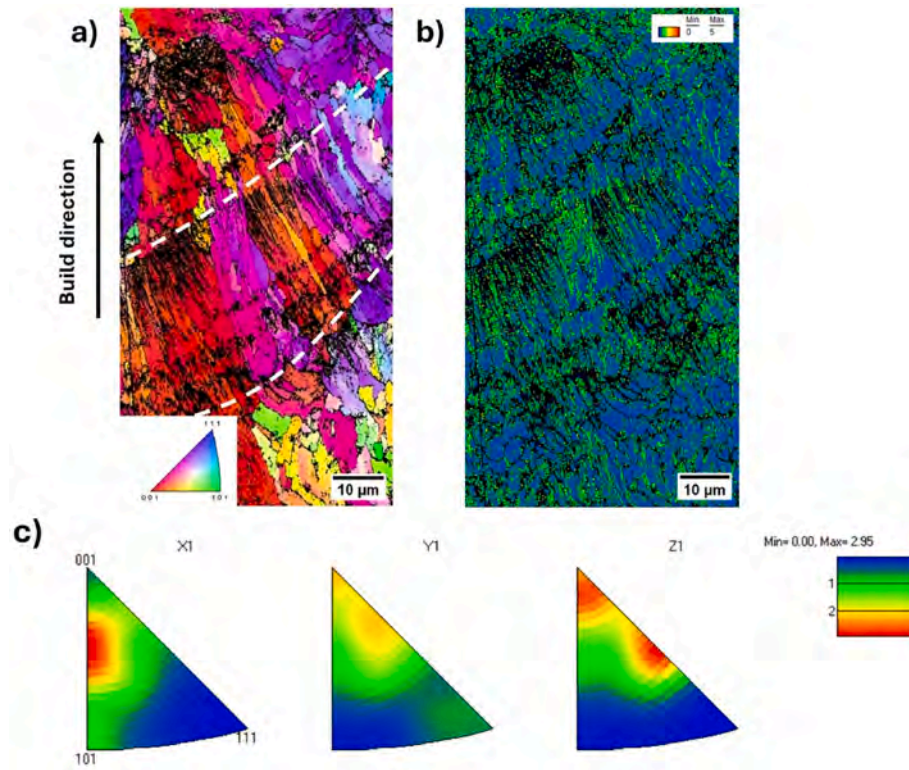 a)
b)
Min Max
0 5
Build direction
111
001 101
10 μm
10 μm
c)
X1
Y1
Z1
Min= 0.00, Max= 2.95
001
1
2
111
101